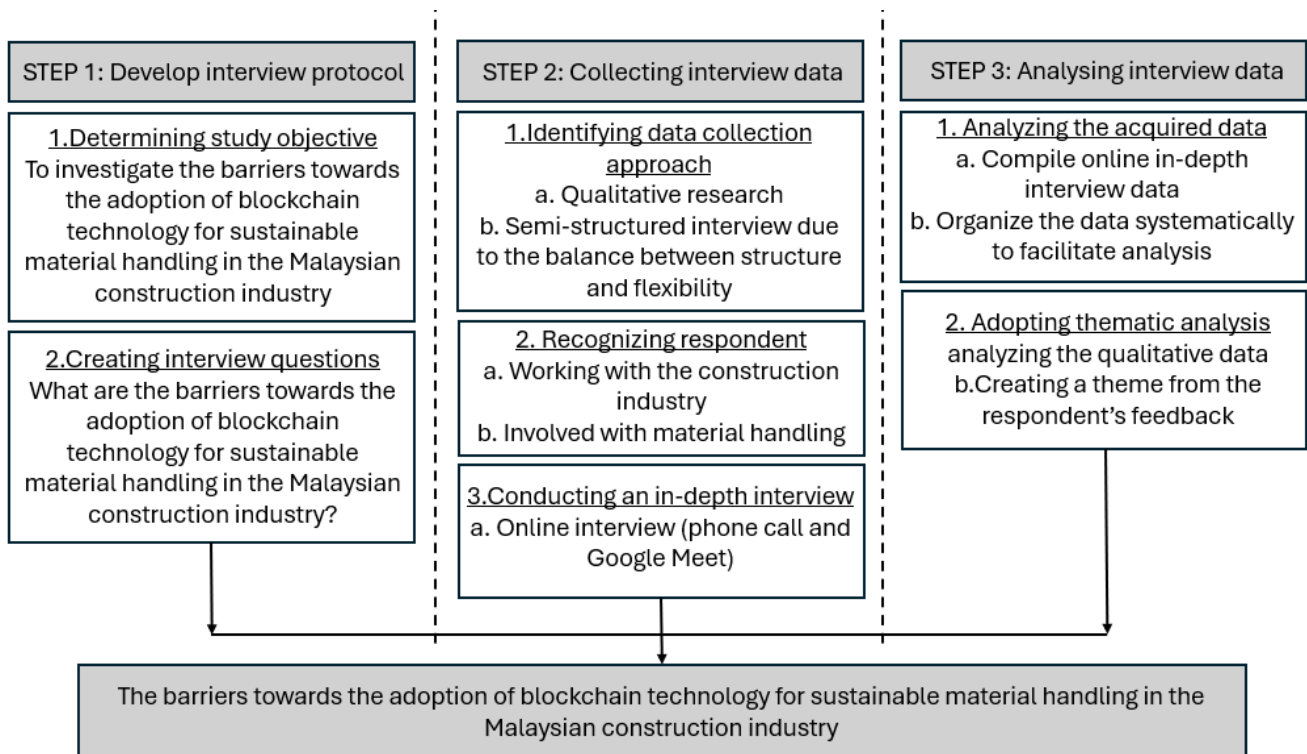 STEP 1: Develop interview protocol
1.Determining study objective
To investigate the barriers towards
the adoption of blockchain
technology for sustainable
material handling in the Malaysian
construction industry
2.Creating interview questions
What are the barriers towards the
adoption of blockchain
technology for sustainable
material handling in the Malaysian
construction industry?
STEP 2: Collecting interview data
1.Identifying data collection
approach
a. Qualitative research
b. Semi-structured interview due
to the balance between structure
and flexibility
2. Recognizing respondent
a. Working with the construction
industry
b. Involved with material handling
3.Conducting an in-depth interview
a. Online interview (phone call and
Google Meet)
STEP 3: Analysing interview data
1. Analyzing the acquired data
a. Compile online in-depth
interview data
b. Organize the data systematically
to facilitate analysis
2. Adopting thematic analysis
analyzing the qualitative data
b.Creating a theme from the
respondent’s feedback
The barriers towards the adoption of blockchain technology for sustainable material handling in the
Malaysian construction industry